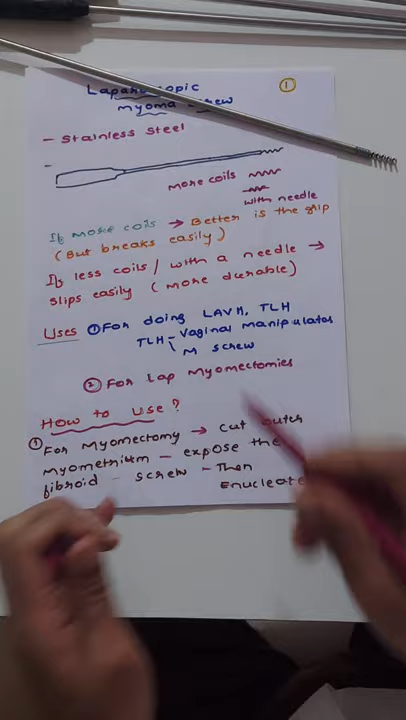 Laparoscopic ①
myoma screw
- Stainless steel
-
more coils
with needle
If more coils → Better is the grip
(But breaks easily)
If less coils / with a needle →
slips easily (more durable)
Uses ① For doing LAVH, TLH
TLH - Vaginal manipulator
M screw
② For Lap Myomectomies
How to use?
① For Myomectomy → cut outer
myometrium - expose the
fibroid - screw - Then
Enucleate